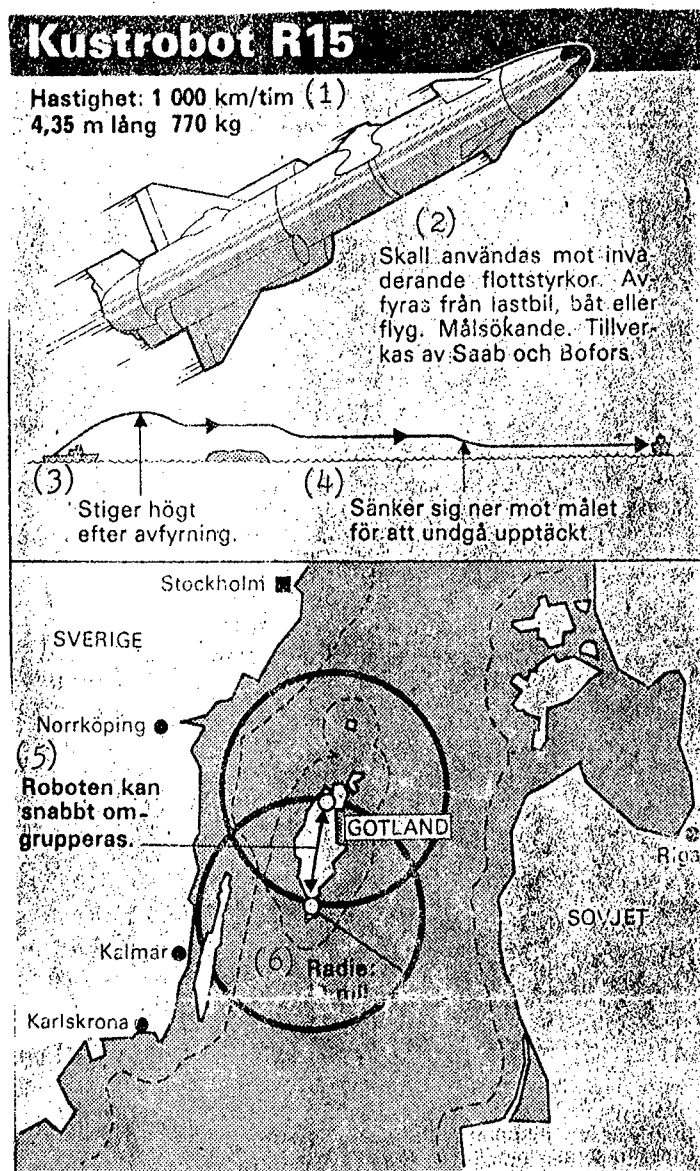 Kustrobot R15
Hastighet: 1 000 km/tim (1)
4,35 m lång 770 kg
(2)
Skall användas mot inva
derande flottstyrkor. Av-
fyras från lastbil, båt eller
flyg. Målsökande. Tillver-
kas av Saab och Bofors.
(3)
Stiger högt
efter avfyrning.
(4)
Sänker sig ner mot målet
för att undgå upptäckt.
Stockholm
SVERIGE
Norrköping
(5)
Roboten kan
snabbt om-
grupperas.
GOTLAND
Riga
SOVJET
Kalmar
(6) Radie:
Karlskrona